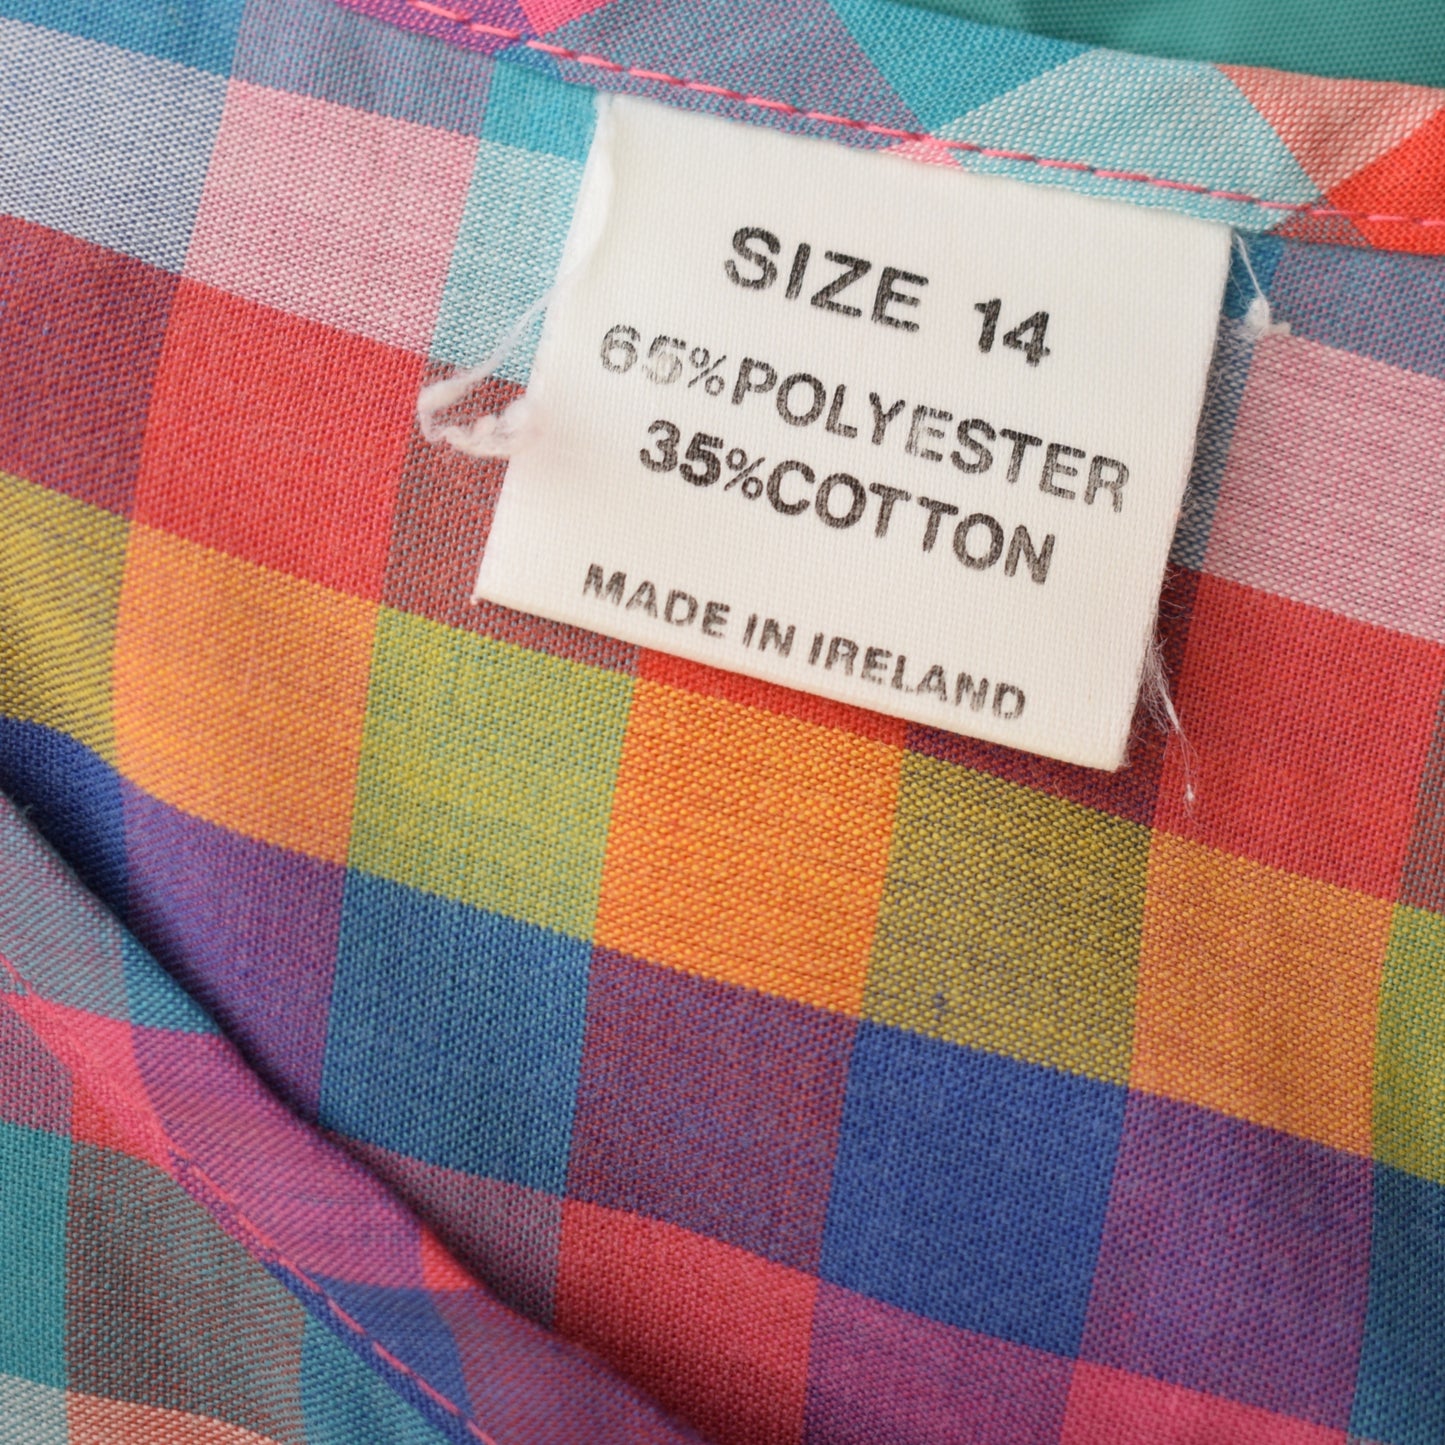 SIZE 14
65%POLYESTER
35%COTTON
MADE IN IRELAND